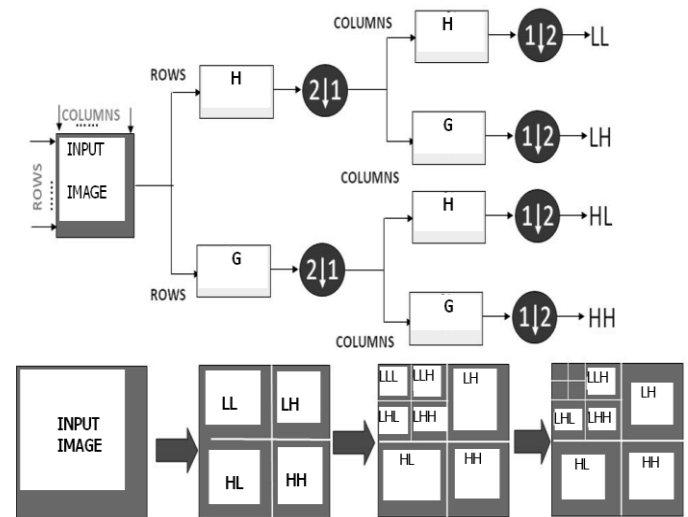 COLUMNS
H
1↓2
LL
ROWS
H
2↓1
COLUMNS
......
INPUT
IMAGE
ROWS
......
G
1↓2
LH
COLUMNS
H
1↓2
HL
G
2↓1
ROWS
G
1↓2
HH
COLUMNS
INPUT
IMAGE
LL
LH
HL
HH
LLL
LLH
LH
LHL
LHH
HL
HH
LLH
LH
LHL
LHH
HL
HH